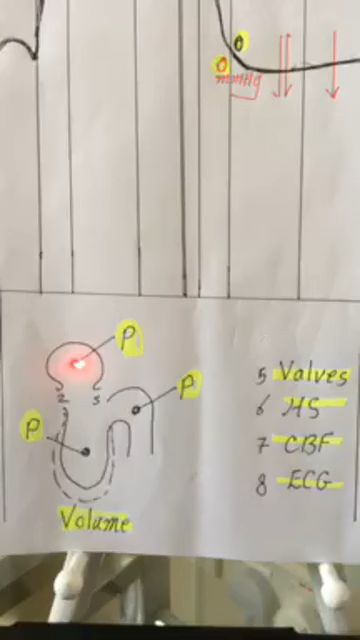 0
0
mmHg
P
P
P
Volume
5 Valves
6 HS
7 CBF
8 ECG